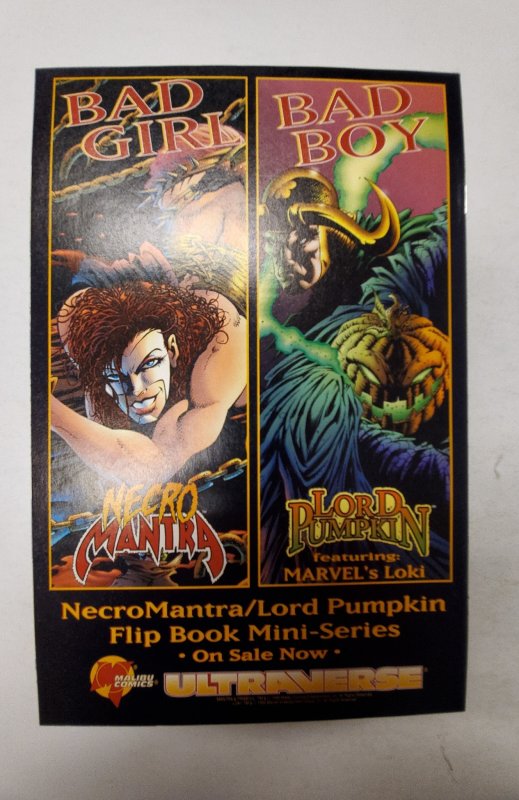 BAD
GIRL
NECRO
MANTRA
BAD
BOY
LORD
PUMPKIN
featuring:
MARVEL's Loki
NecroMantra/Lord Pumpkin
Flip Book Mini-Series
• On Sale Now •
MALIBU
COMICS
ULTRAVERSE